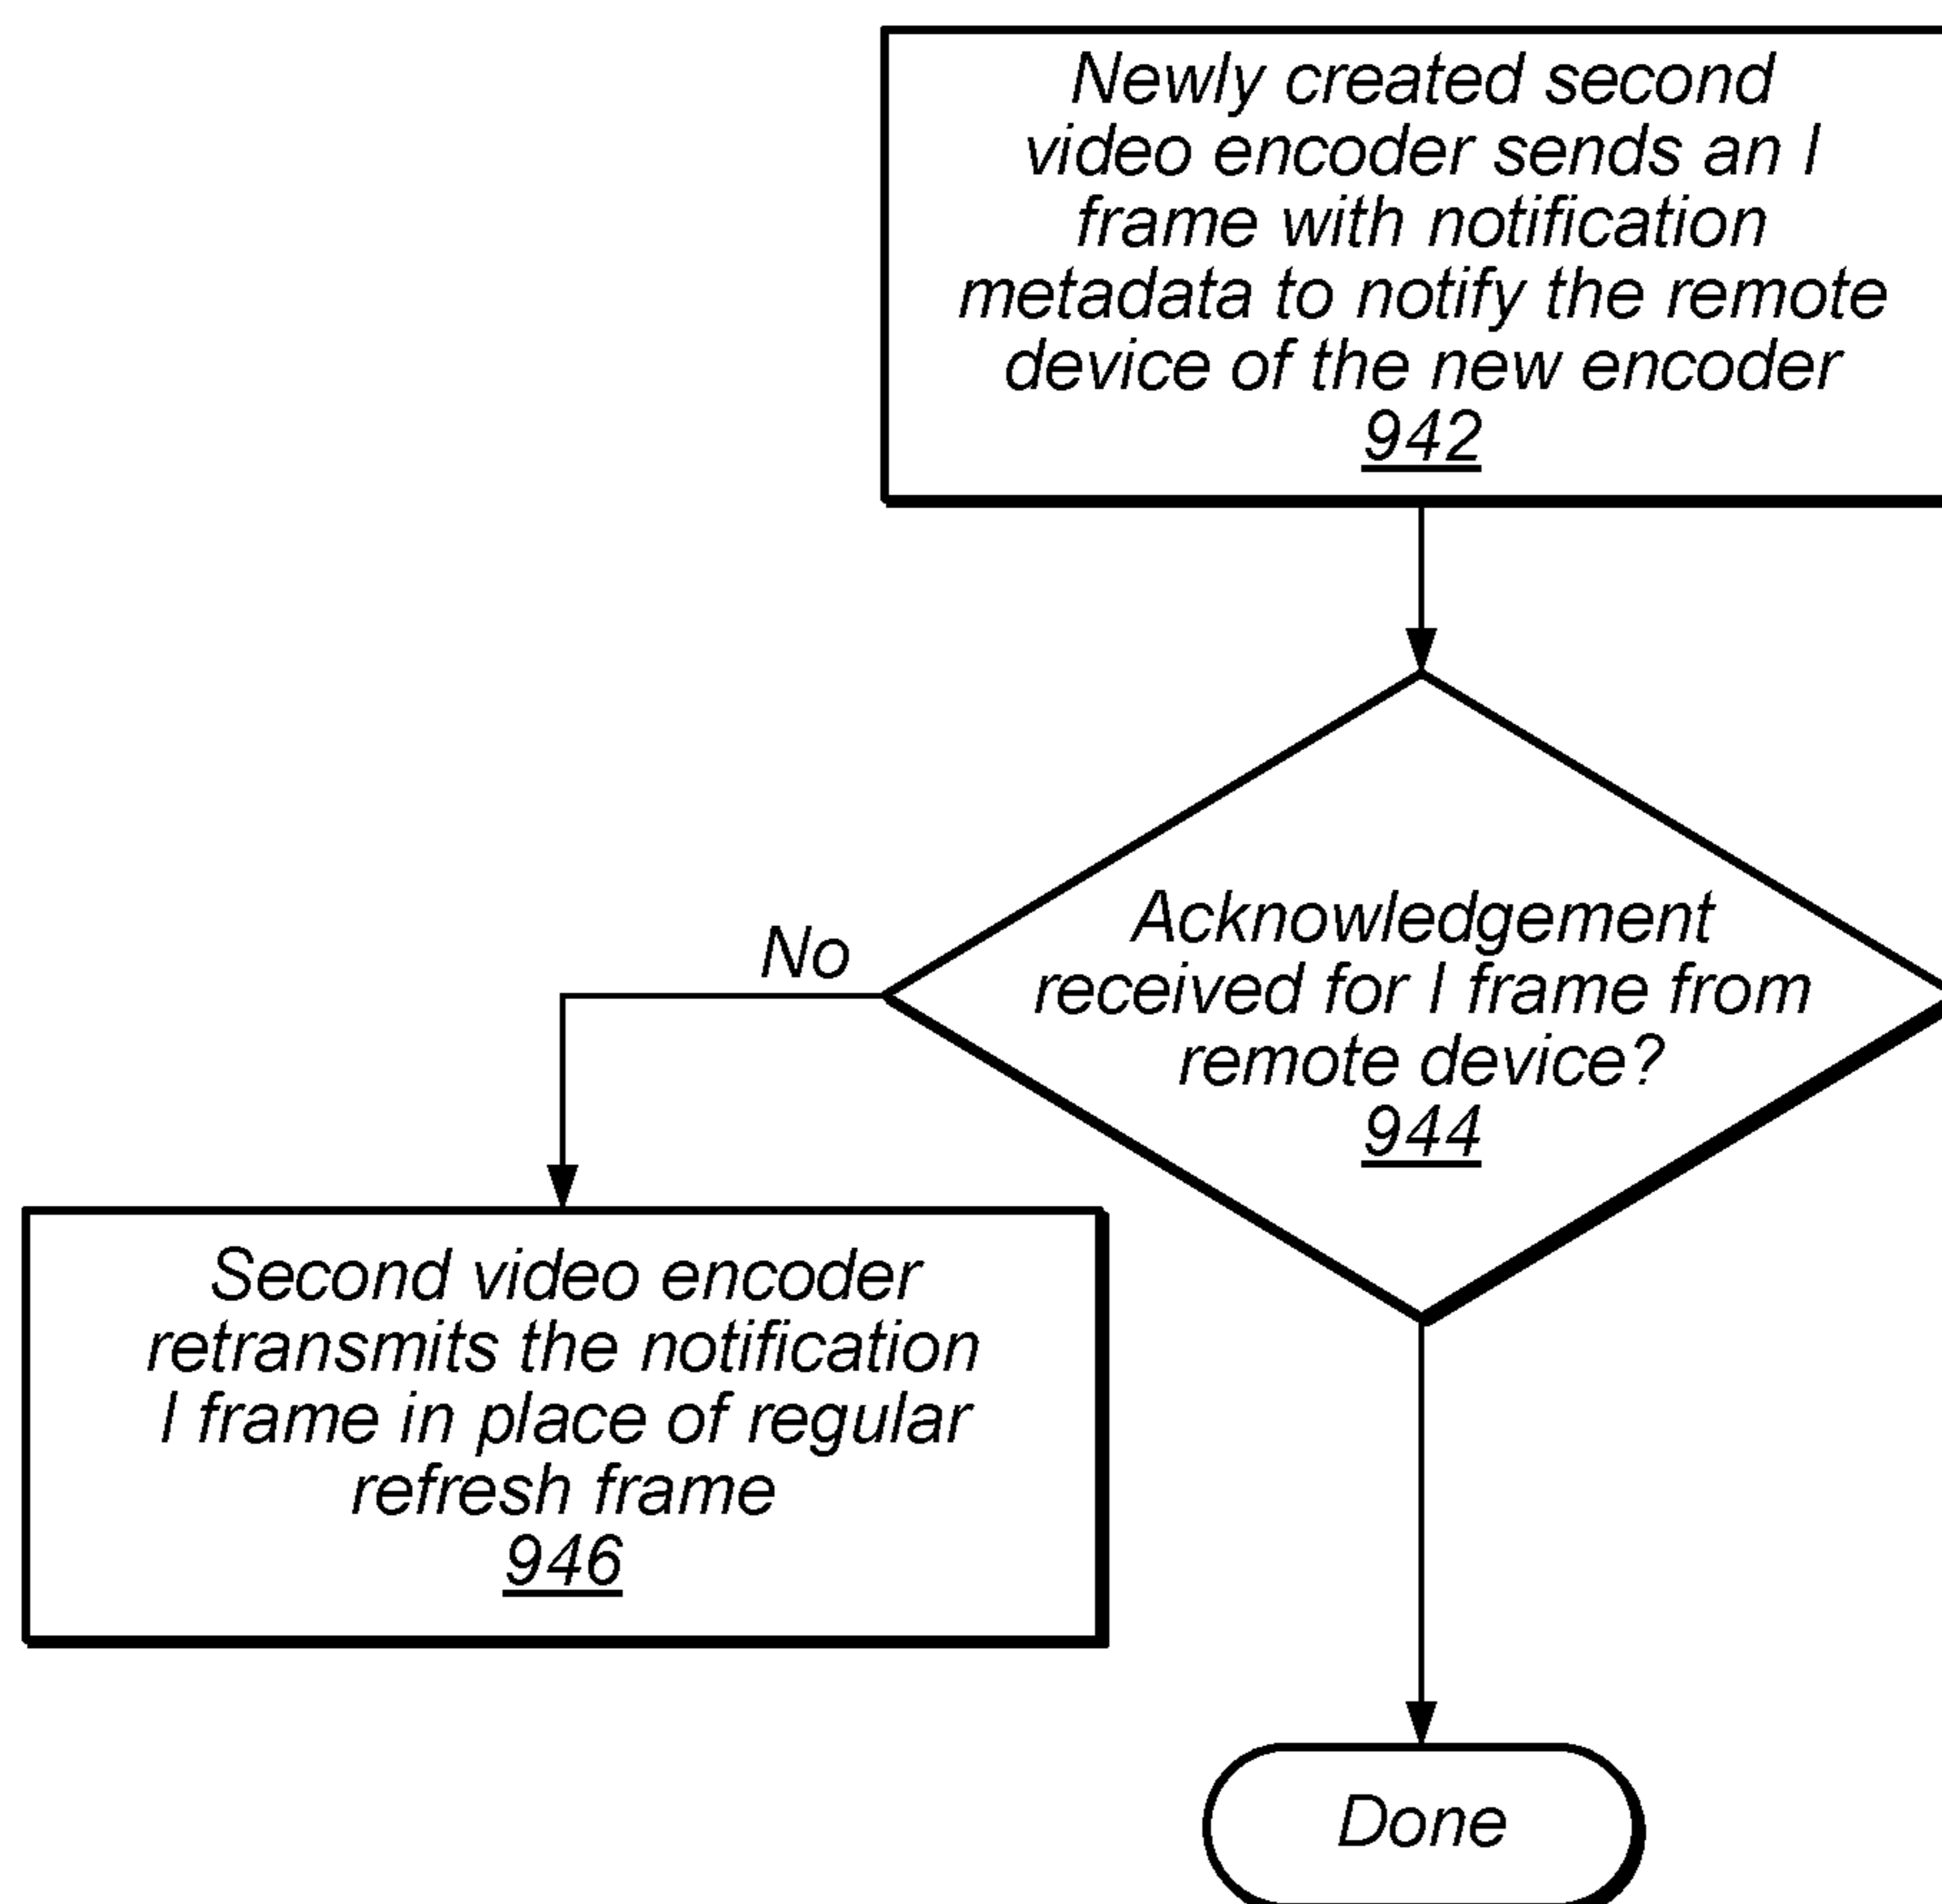 Newly created second
video encoder sends an I
frame with notification
metadata to notify the remote
device of the new encoder
942
Acknowledgement
received for I frame from
remote device?
944
No
Second video encoder
retransmits the notification
I frame in place of regular
refresh frame
946
Done